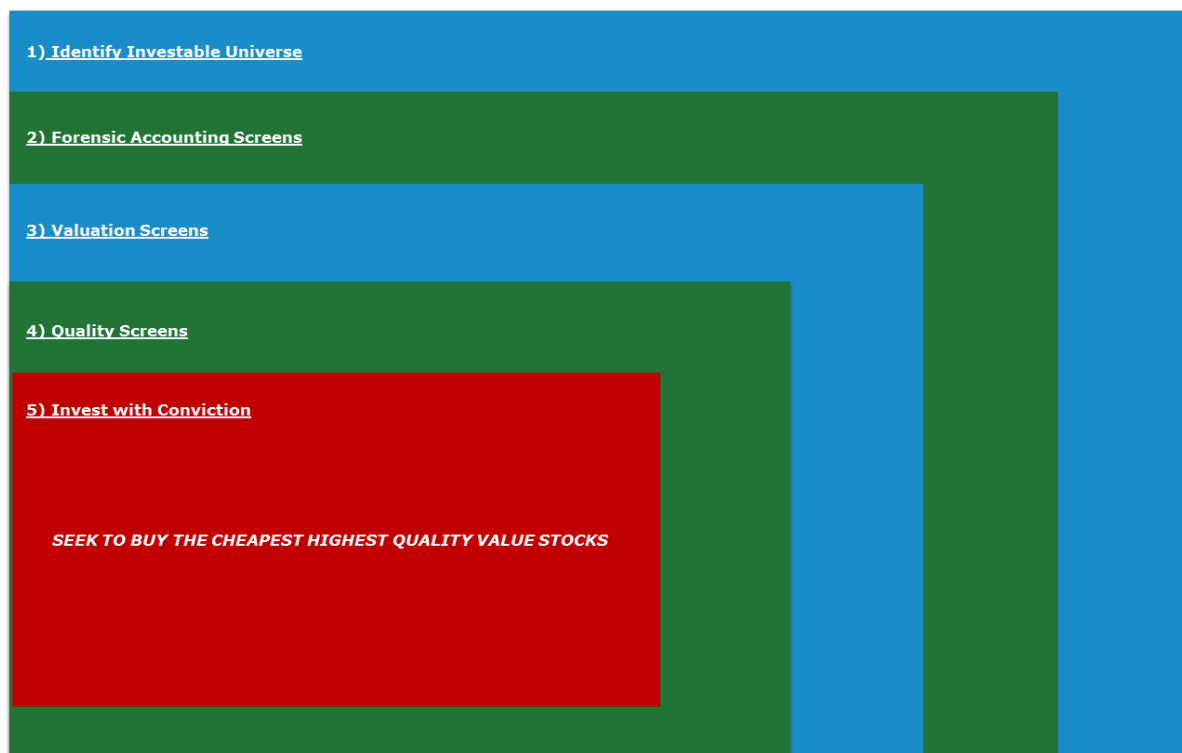 1) Identify Investable Universe
2) Forensic Accounting Screens
3) Valuation Screens
4) Quality Screens
5) Invest with Conviction
SEEK TO BUY THE CHEAPEST HIGHEST QUALITY VALUE STOCKS